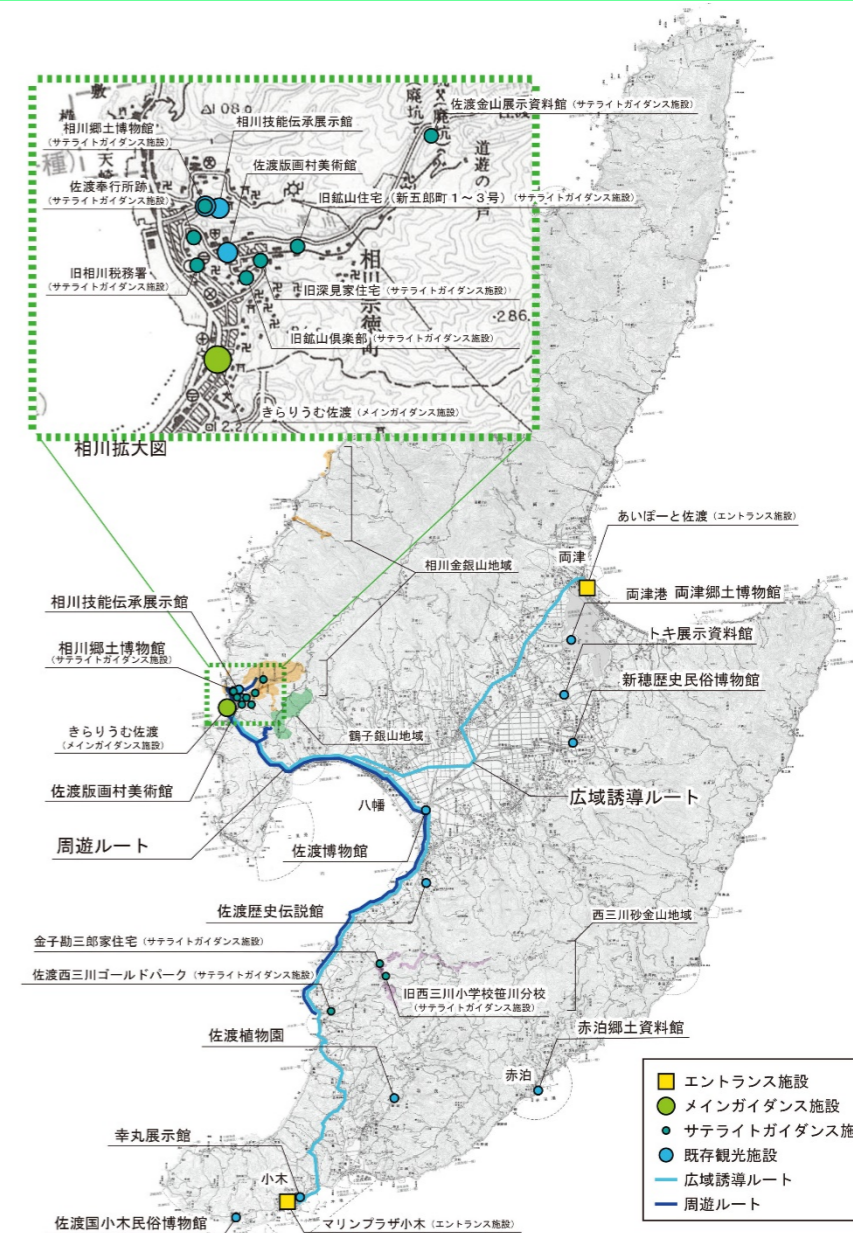 佐渡金山展示資料館(サテライトガイダンス施設)
相川郷土博物館
(サテライトガイダンス施設)
相川技能伝承展示館
佐渡版画村美術館
佐渡奉行所跡
(サテライトガイダンス施設)
旧鉱山住宅(新五郎町1~3号)(サテライトガイダンス施設)
旧相川税務署
(サテライトガイダンス施設)
旧深見家住宅(サテライトガイダンス施設)
・286.
旧鉱山倶楽部(サテライトガイダンス施設)
きらりうむ佐渡(メインガイダンス施設)
相川拡大図
あいぽーと佐渡(エントランス施設)
両津
相川金銀山地域
両津港 両津郷土博物館
相川技能伝承展示館
トキ展示資料館
相川郷土博物館
(サテライトガイダンス施設)
新穂歴史民俗博物館
きらりうむ佐渡
(メインガイダンス施設)
鶴子銀山地域
佐渡版画村美術館
広域誘導ルート
八幡
周遊ルート
佐渡博物館
佐渡歴史伝説館
西三川砂金山地域
金子勘三郎家住宅(サテライトガイダンス施設)
佐渡西三川ゴールドパーク(サテライトガイダンス施設)
旧西三川小学校笹川分校
(サテライトガイダンス施設)
赤泊郷土資料館
佐渡植物園
赤泊
幸丸展示館
小木
佐渡国小木民俗博物館
マリンプラザ小木(エントランス施設)
エントランス施設
メインガイダンス施設
サテライトガイダンス施
既存観光施設
広域誘導ルート
周遊ルート